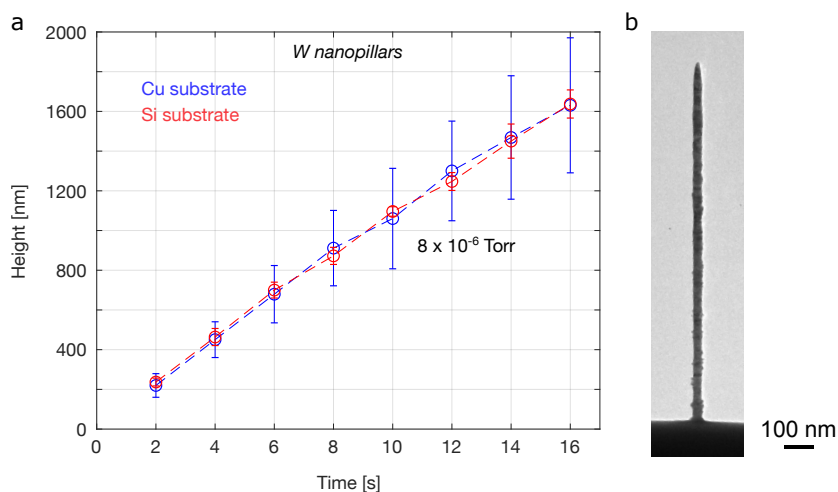 a
b
W nanopillars
Cu substrate
Si substrate
8 x 10⁻⁶ Torr
Height [nm]
2000
1600
1200
800
400
0
0 2 4 6 8 10 12 14 16
Time [s]
100 nm